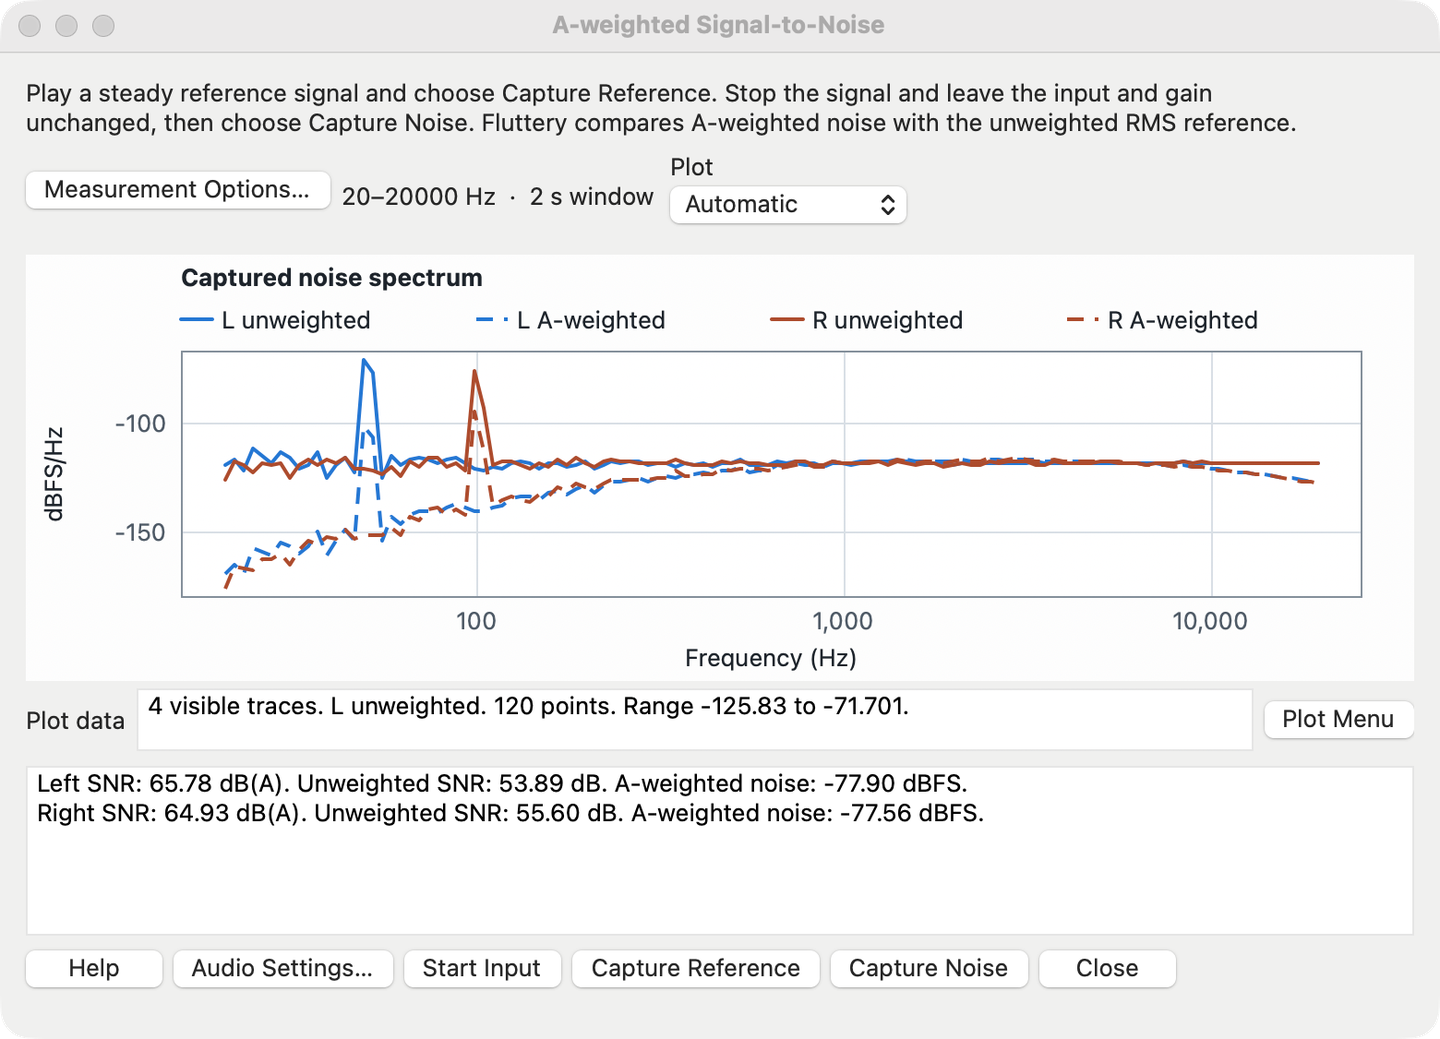 A-weighted Signal-to-Noise
Play a steady reference signal and choose Capture Reference. Stop the signal and leave the input and gain
unchanged, then choose Capture Noise. Fluttery compares A-weighted noise with the unweighted RMS reference.
Plot
Measurement Options... 20–20000 Hz · 2 s window Automatic
Captured noise spectrum
L unweighted L A-weighted R unweighted R A-weighted
dBFS/Hz
-100
-150
100 1,000 10,000
Frequency (Hz)
Plot data 4 visible traces. L unweighted. 120 points. Range -125.83 to -71.701. Plot Menu
Left SNR: 65.78 dB(A). Unweighted SNR: 53.89 dB. A-weighted noise: -77.90 dBFS.
Right SNR: 64.93 dB(A). Unweighted SNR: 55.60 dB. A-weighted noise: -77.56 dBFS.
Help Audio Settings... Start Input Capture Reference Capture Noise Close